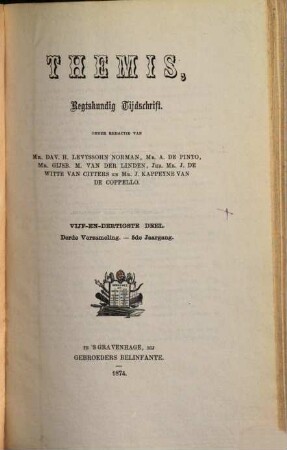 THEMIS,
Regtskundig Tijdschrift.
ONDER REDACTIE VAN
Mr. DAV. H. LEVYSSOHN NORMAN, Mr. A. DE PINTO,
Mr. GIJSB. M. VAN DER LINDEN, Jhr. Mr. J. DE
WITTE VAN CITTERS en Mr. J. KAPPEYNE VAN
DE COPPELLO.
VIJF-EN-DERTIGSTE DEEL.
Derde Verzameling. — 5de Jaargang.
TE 'S GRAVENHAGE, BIJ
GEBROEDERS BELINFANTE.
1874.